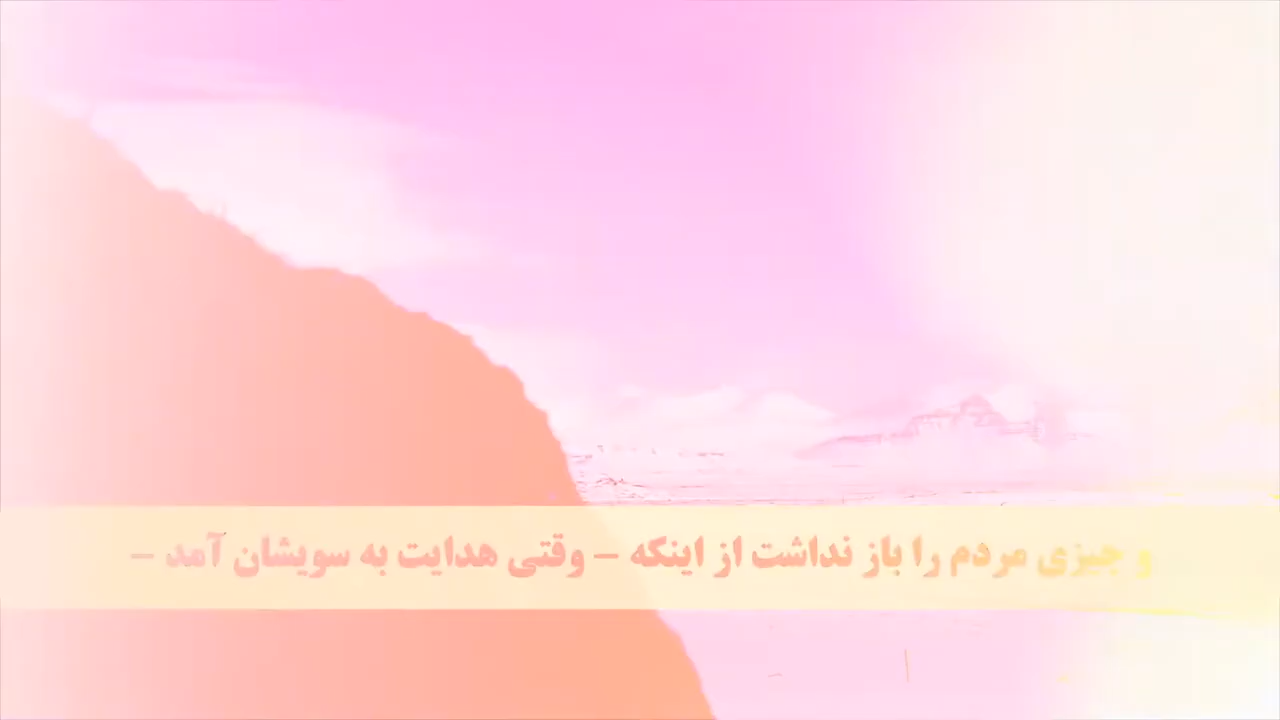 و چیزی مردم را باز نداشت از اینکه – وقتی هدایت به سویشان آمد –